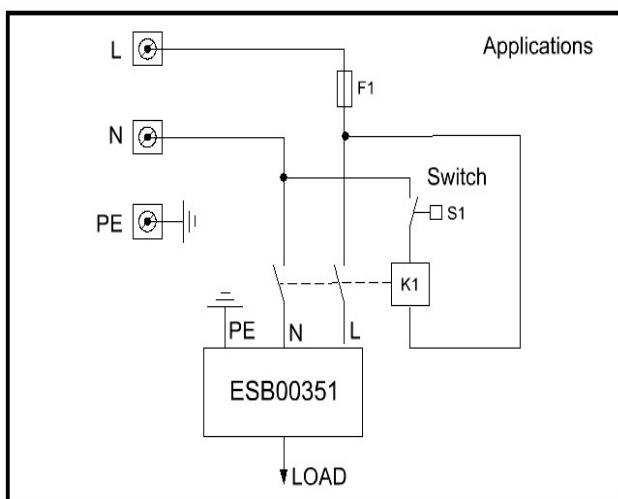 Applications
L
F1
N
Switch
S1
PE
K1
PE N L
ESB00351
LOAD